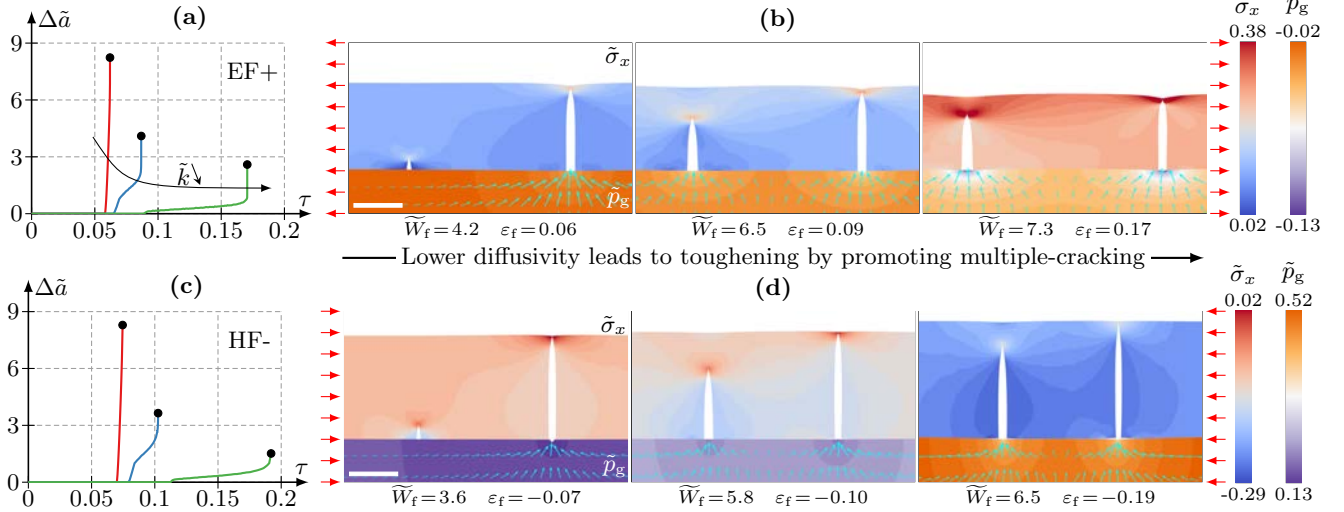 (a)
Δã
9
6
3
0
EF+
k̃
τ
0
0.05
0.1
0.15
0.2
(b)
σ̃ₓ
p̃g
W̃f=4.2 εf=0.06
W̃f=6.5 εf=0.09
W̃f=7.3 εf=0.17
σx p̃g
0.38 -0.02
0.02 -0.13
Lower diffusivity leads to toughening by promoting multiple-cracking
(c)
Δã
9
6
3
0
HF-
τ
0
0.05
0.1
0.15
0.2
(d)
σ̃ₓ
p̃g
W̃f=3.6 εf=−0.07
W̃f=5.8 εf=−0.10
W̃f=6.5 εf=−0.19
σ̃ₓ p̃g
0.02 0.52
-0.29 0.13